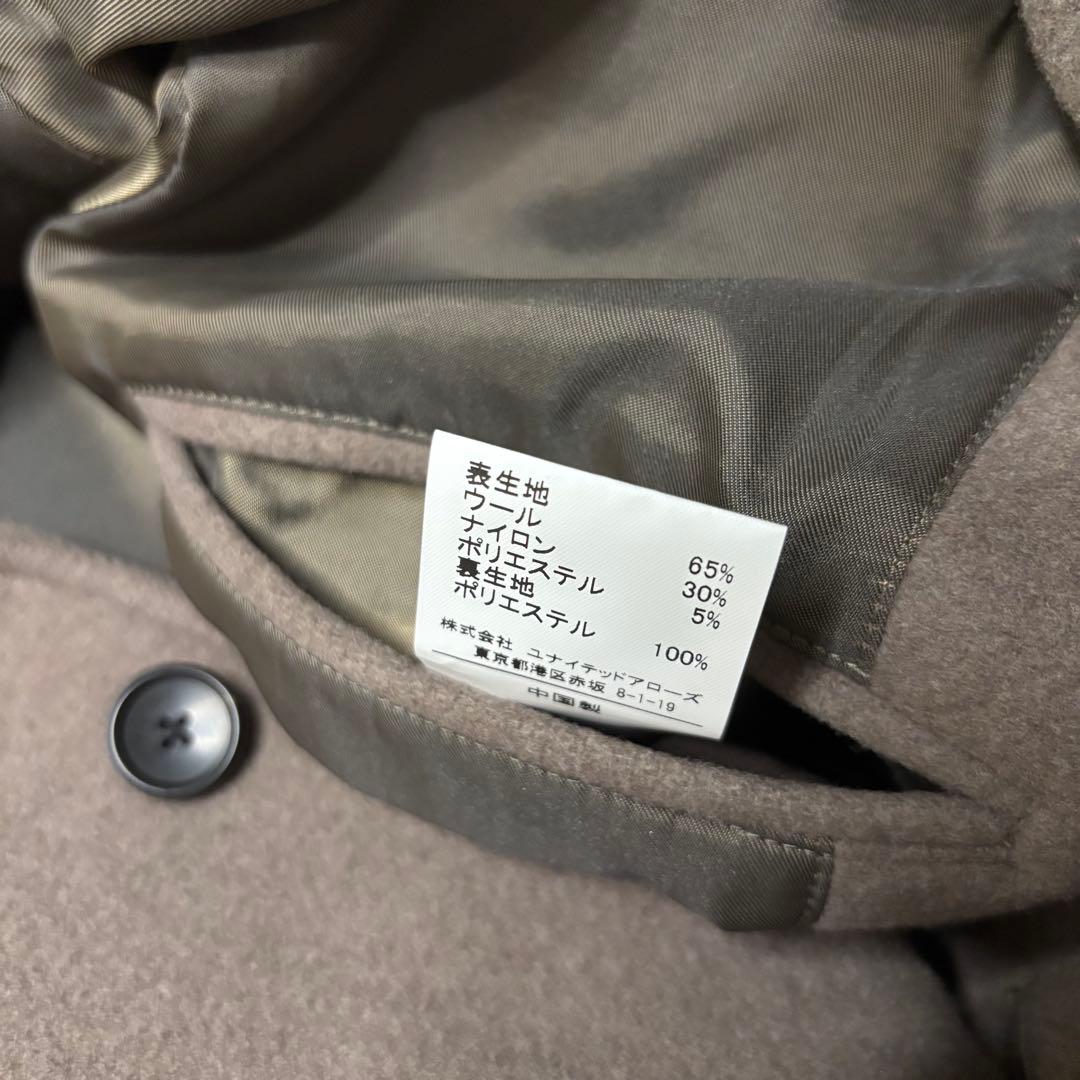 表生地
ウール 65%
ナイロン 30%
ポリエステル 5%
裏生地
ポリエステル 100%
株式会社 ユナイテッドアローズ
東京都港区赤坂 8-1-19
中国製